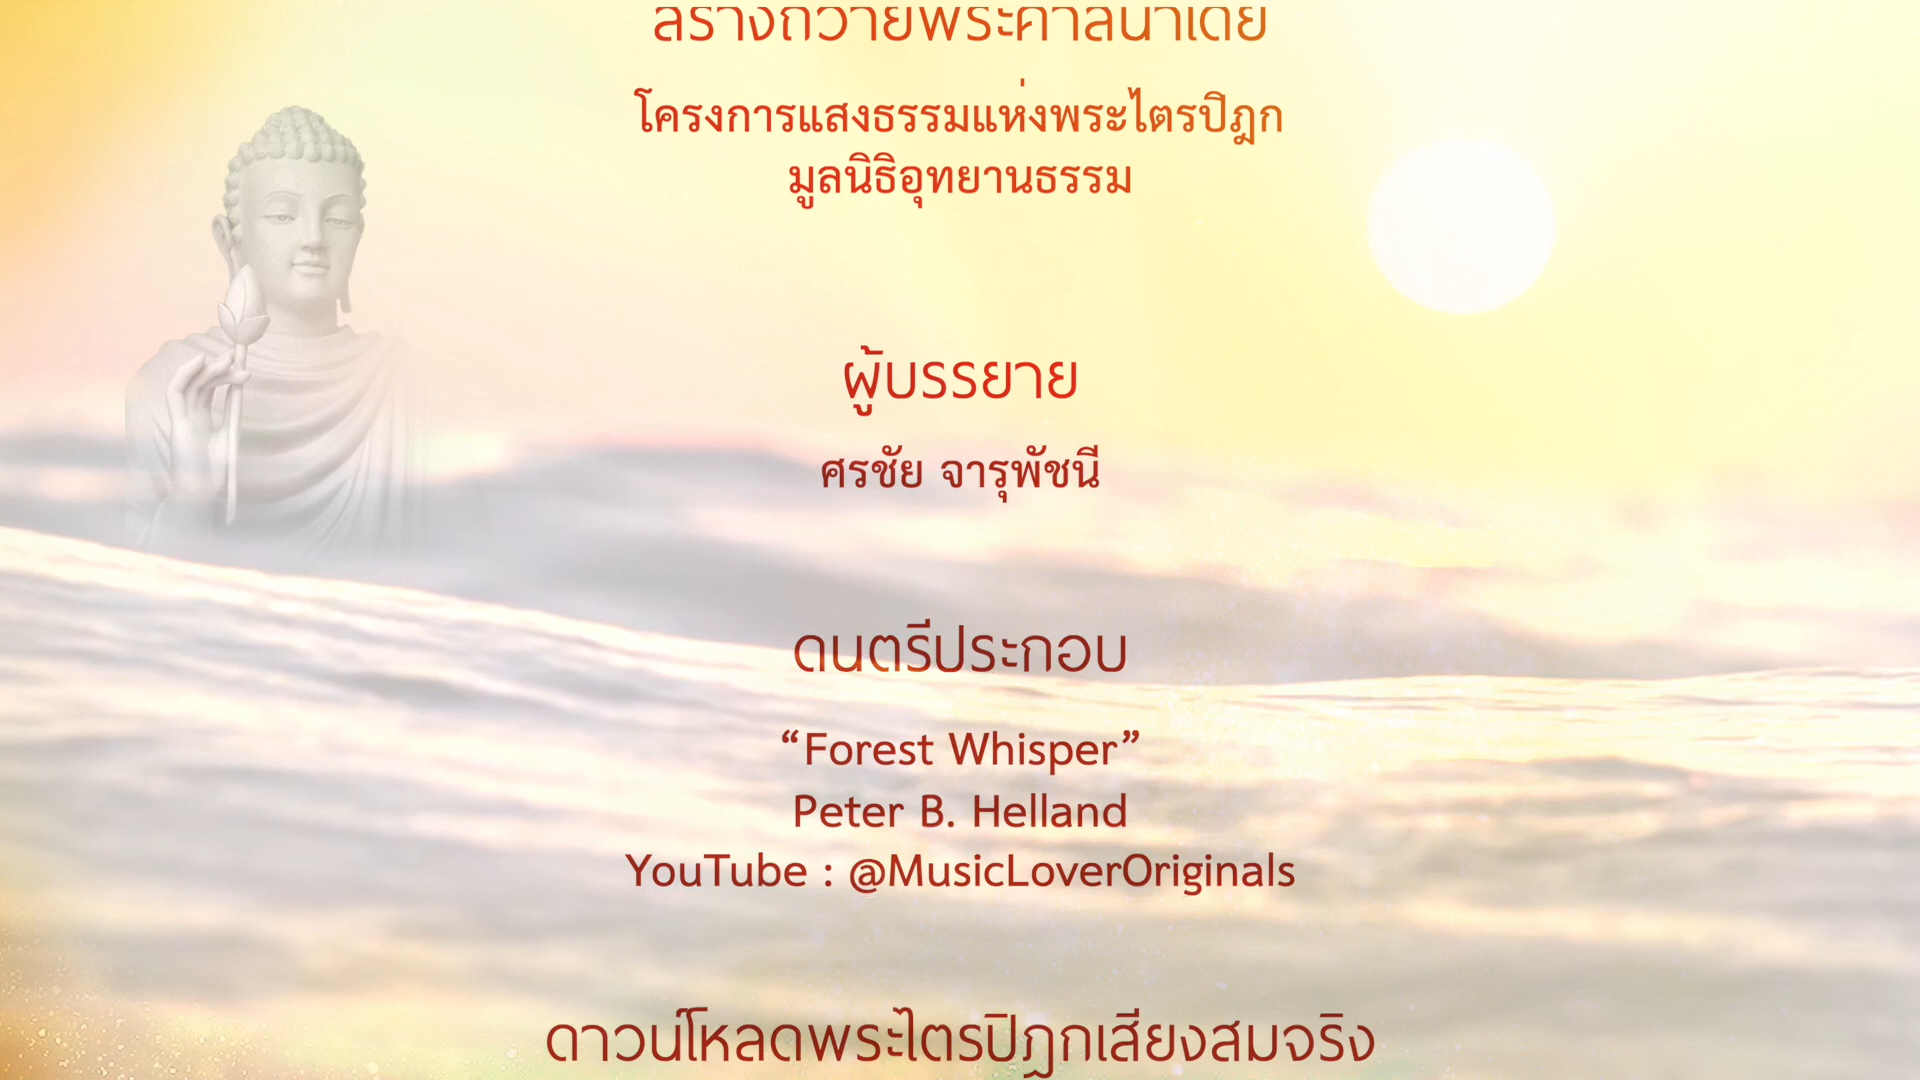 สร้างถวายพระศาสนาโดย
โครงการแสงธรรมแห่งพระไตรปิฎก
มูลนิธิอุทยานธรรม
ผู้บรรยาย
ศรชัย จารุพัชนี
ดนตรีประกอบ
“Forest Whisper”
Peter B. Helland
YouTube : @MusicLoverOriginals
ดาวน์โหลดพระไตรปิฎกเสียงสมจริง